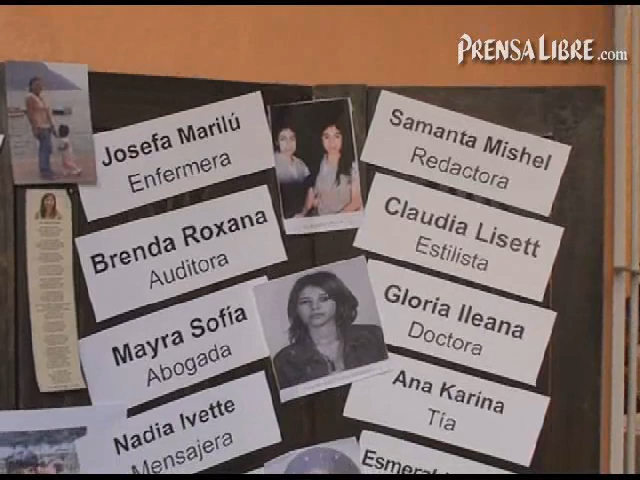 PRENSA LIBRE.com
Josefa Marilú
Enfermera
Brenda Roxana
Auditora
Mayra Sofía
Abogada
Nadia Ivette
Mensajera
Samanta Mishel
Redactora
Claudia Lisett
Estilista
Gloria Ileana
Doctora
Ana Karina
Tía